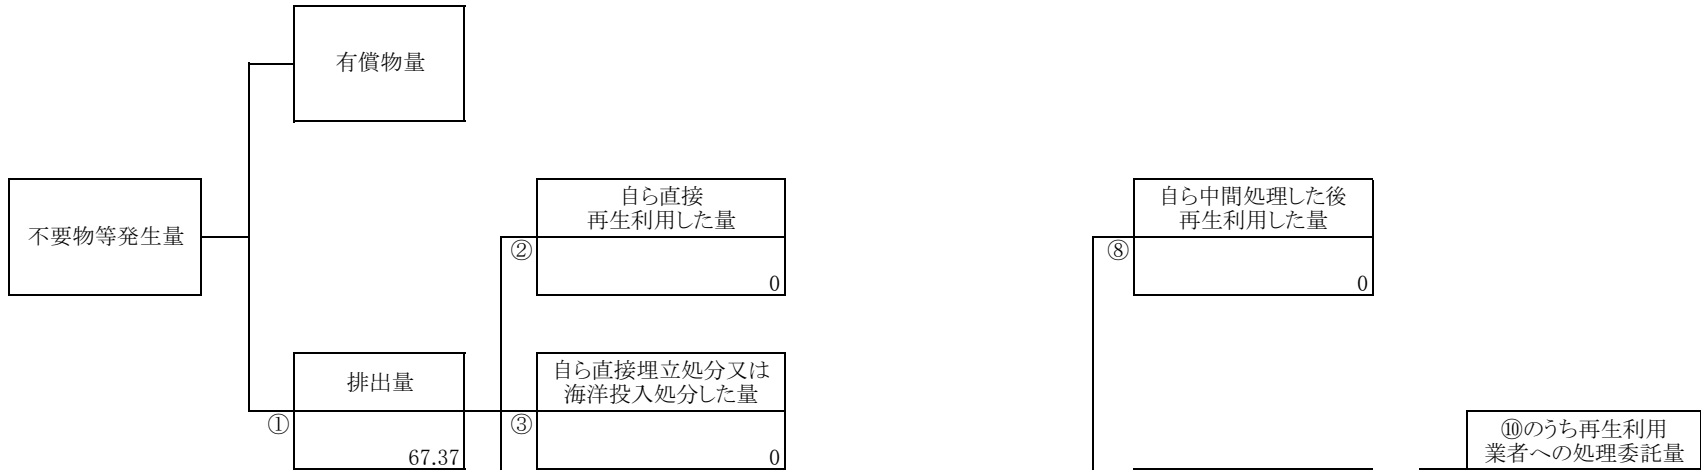 有償物量
不要物等発生量
自ら直接
再生利用した量
②
0
自ら中間処理した後
再生利用した量
⑧
0
排出量
①
67.37
自ら直接埋立処分又は
海洋投入処分した量
③
0
⑩のうち再生利用
業者への処理委託量